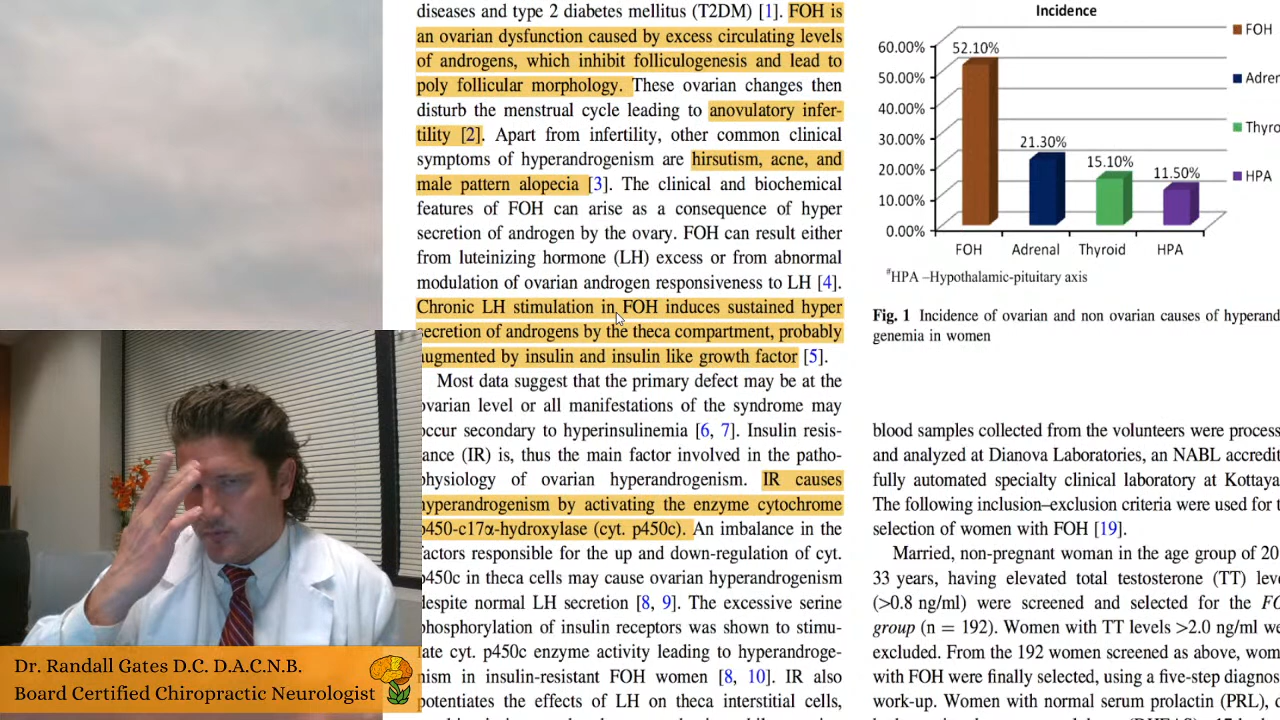 diseases and type 2 diabetes mellitus (T2DM) [1]. FOH is
an ovarian dysfunction caused by excess circulating levels
of androgens, which inhibit folliculogenesis and lead to
poly follicular morphology. These ovarian changes then
disturb the menstrual cycle leading to anovulatory infer-
tility [2]. Apart from infertility, other common clinical
symptoms of hyperandrogenism are hirsutism, acne, and
male pattern alopecia [3]. The clinical and biochemical
features of FOH can arise as a consequence of hyper
secretion of androgen by the ovary. FOH can result either
from luteinizing hormone (LH) excess or from abnormal
modulation of ovarian androgen responsiveness to LH [4].
Chronic LH stimulation in FOH induces sustained hyper
secretion of androgens by the theca compartment, probably
augmented by insulin and insulin like growth factor [5].
Most data suggest that the primary defect may be at the
ovarian level or all manifestations of the syndrome may
occur secondary to hyperinsulinemia [6, 7]. Insulin resis-
tance (IR) is, thus the main factor involved in the patho-
physiology of ovarian hyperandrogenism. IR causes
hyperandrogenism by activating the enzyme cytochrome
p450-c17α-hydroxylase (cyt. p450c). An imbalance in the
factors responsible for the up and down-regulation of cyt.
p450c in theca cells may cause ovarian hyperandrogenism
despite normal LH secretion [8, 9]. The excessive serine
phosphorylation of insulin receptors was shown to stimu-
late cyt. p450c enzyme activity leading to hyperandroge-
nism in insulin-resistant FOH women [8, 10]. IR also
potentiates the effects of LH on theca interstitial cells,
Incidence
60.00%
50.00%
40.00%
30.00%
20.00%
10.00%
0.00%
52.10%
21.30%
15.10%
11.50%
FOH
Adrenal
Thyroid
HPA
FOH
Adren
Thyro
HPA
#HPA –Hypothalamic-pituitary axis
Fig. 1 Incidence of ovarian and non ovarian causes of hyperand
genemia in women
blood samples collected from the volunteers were process
and analyzed at Dianova Laboratories, an NABL accredit
fully automated specialty clinical laboratory at Kottaya
The following inclusion–exclusion criteria were used for t
selection of women with FOH [19].
Married, non-pregnant woman in the age group of 20
33 years, having elevated total testosterone (TT) leve
(>0.8 ng/ml) were screened and selected for the FO
group (n = 192). Women with TT levels >2.0 ng/ml we
excluded. From the 192 women screened as above, wom
with FOH were finally selected, using a five-step diagnos
work-up. Women with normal serum prolactin (PRL), d
Dr. Randall Gates D.C. D.A.C.N.B.
Board Certified Chiropractic Neurologist